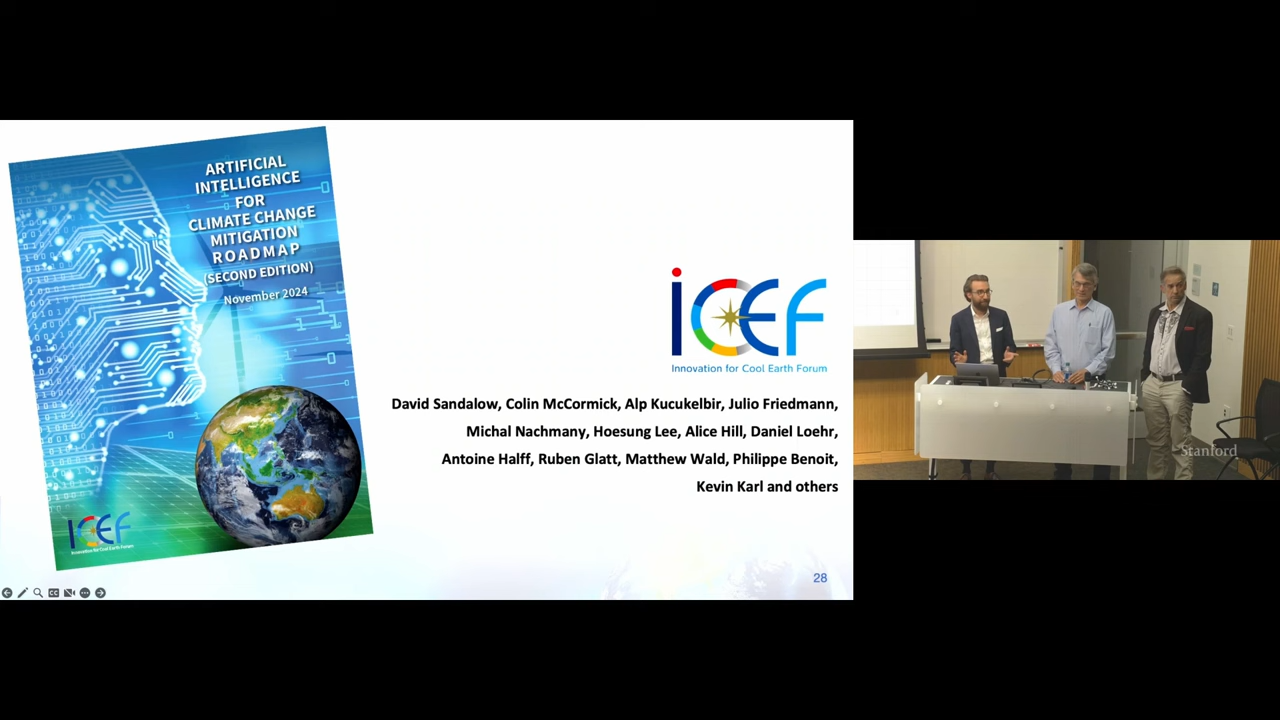 ARTIFICIAL
INTELLIGENCE
FOR
CLIMATE CHANGE
MITIGATION
ROADMAP
(SECOND EDITION)
November 2024
ICEF
Innovation for Cool Earth Forum
iCEF
Innovation for Cool Earth Forum
David Sandalow, Colin McCormick, Alp Kucukelbir, Julio Friedmann,
Michal Nachmany, Hoesung Lee, Alice Hill, Daniel Loehr,
Antoine Halff, Ruben Glatt, Matthew Wald, Philippe Benoit,
Kevin Karl and others
28
Stanford